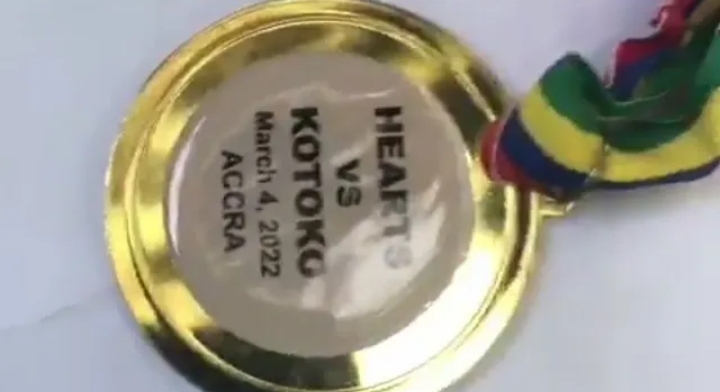 HEARTS
VS
KOTOKO
March 4, 2022
ACCRA